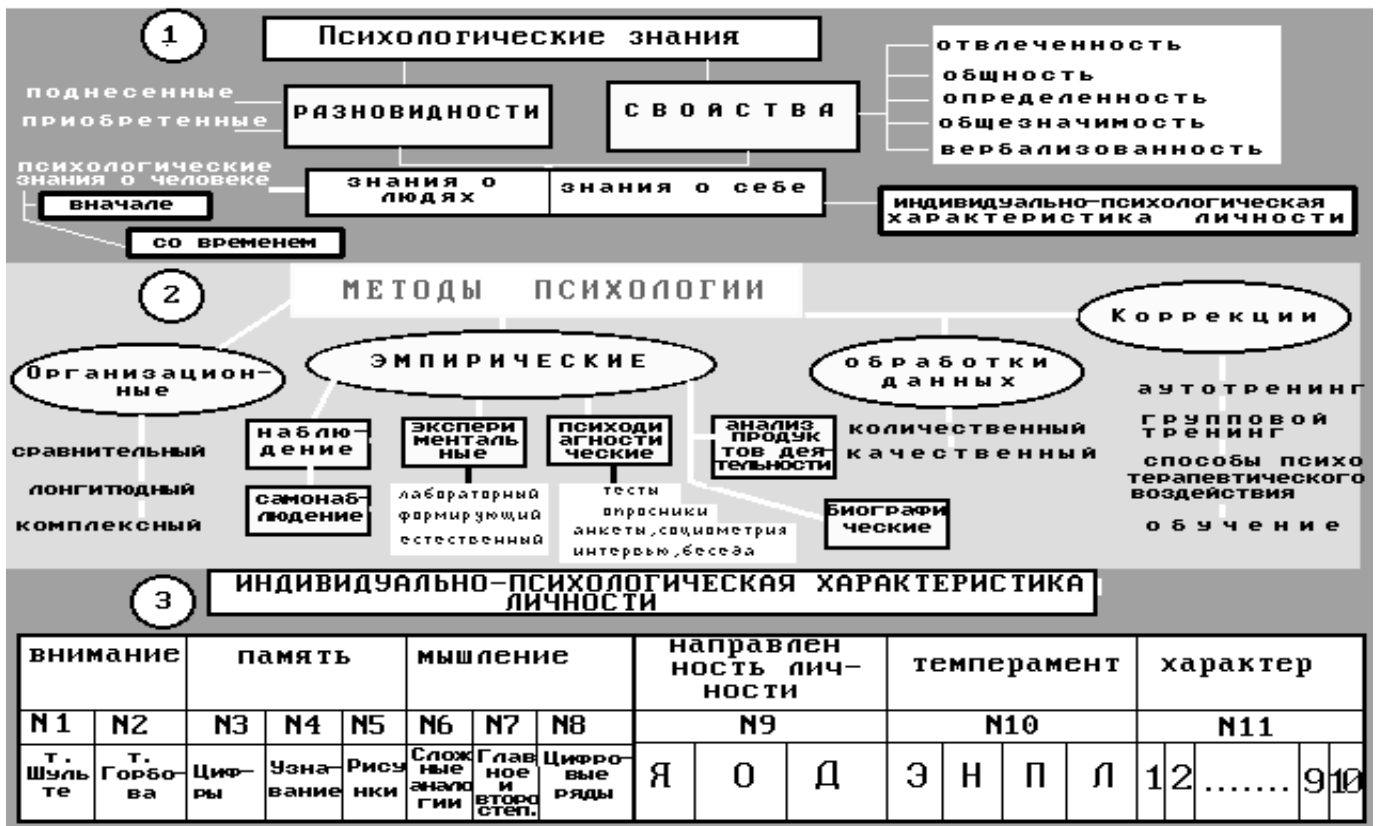 1
Психологические знания
поднесенные
приобретенные
РАЗНОВИДНОСТИ
СВОЙСТВА
отвлеченность
общность
определенность
общезначимость
вербализованность
психологические
знания о человеке
вначале
со временем
знания о
людях
знания о себе
индивидуально-психологическая
характеристика личности
2
МЕТОДЫ ПСИХОЛОГИИ
Организацион-
ные
сравнительный
лонгитюдный
комплексный
ЭМПИРИЧЕСКИЕ
наблю-
дение
самонаб-
людение
экспери
менталь
ные
лабораторный
формирующий
естественный
психоди
агности
ческие
тесты
опросники
анкеты,социометрия
интервью,беседа
анализ
продук
тов дея-
тельности
биографи
ческие
обработки
данных
количественный
качественный
Коррекции
аутотренинг
групповой
тренинг
способы психо
терапевтического
воздействия
обучение
3
ИНДИВИДУАЛЬНО-ПСИХОЛОГИЧЕСКАЯ ХАРАКТЕРИСТИКА
ЛИЧНОСТИ
внимание
память
мышление
направлен
ность лич-
ности
темперамент
характер
N1
N2
N3
N4
N5
N6
N7
N8
N9
N10
N11
т.
Шуль
те
т.
Горбо-
ва
Циф-
ры
Узна-
вание
Рису
нки
Слож
ные
анало
гии
Глав
ное
и
второ
степ.
Цифро-
вые
ряды
Я
О
Д
Э
Н
П
Л
1
2
.......
9
10